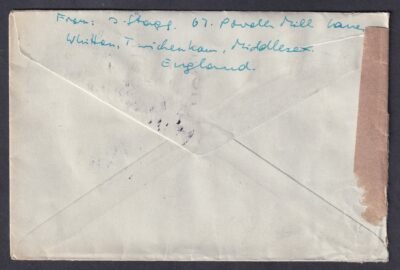 From: S. Stagg. 67. Powder Mill Lane
Whitton, Twickenham, Middlesex
England.